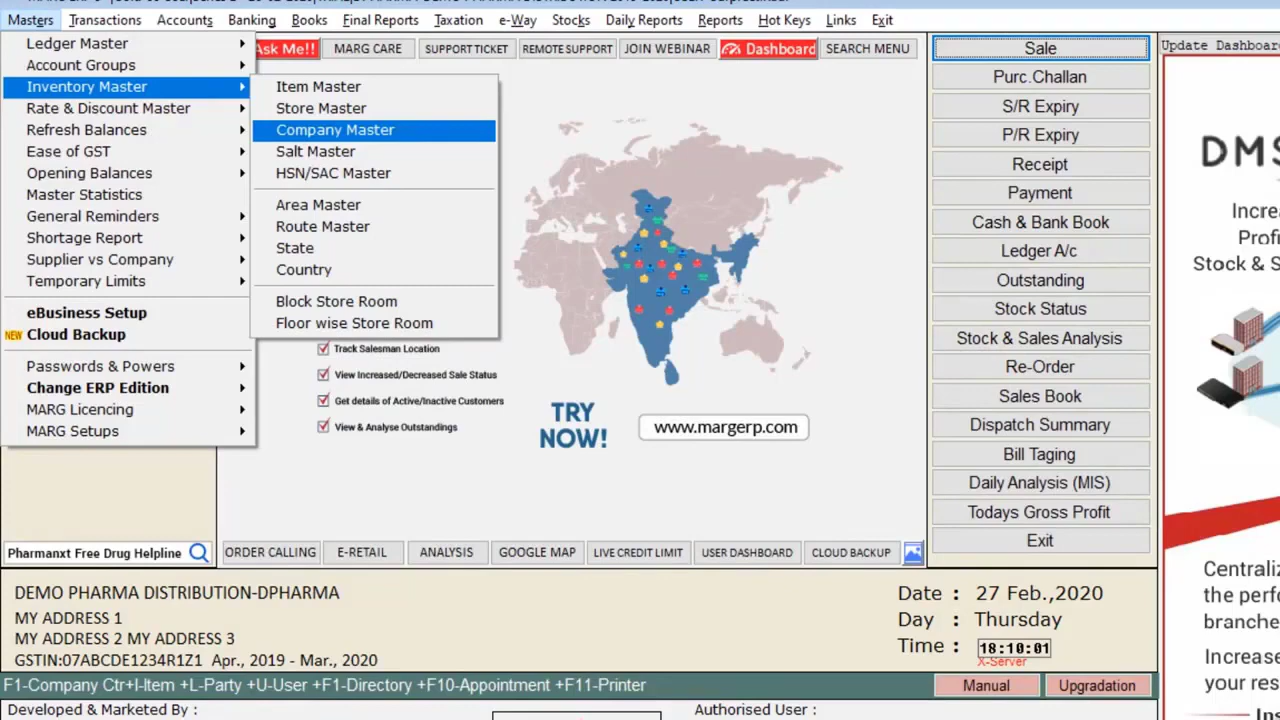 Masters Transactions Accounts Banking Books Final Reports Taxation e-Way Stocks Daily Reports Reports Hot Keys Links Exit
Ledger Master
Account Groups
Inventory Master
Rate & Discount Master
Refresh Balances
Ease of GST
Opening Balances
Master Statistics
General Reminders
Shortage Report
Supplier vs Company
Temporary Limits
eBusiness Setup
NEW Cloud Backup
Passwords & Powers
Change ERP Edition
MARG Licencing
MARG Setups
Item Master
Store Master
Company Master
Salt Master
HSN/SAC Master
Area Master
Route Master
State
Country
Block Store Room
Floor wise Store Room
Ask Me!! MARG CARE SUPPORT TICKET REMOTE SUPPORT JOIN WEBINAR Dashboard SEARCH MENU
Track Salesman Location
View Increased/Decreased Sale Status
Get details of Active/Inactive Customers
View & Analyse Outstandings
TRY
NOW!
www.margerp.com
Sale
Purc.Challan
S/R Expiry
P/R Expiry
Receipt
Payment
Cash & Bank Book
Ledger A/c
Outstanding
Stock Status
Stock & Sales Analysis
Re-Order
Sales Book
Dispatch Summary
Bill Taging
Daily Analysis (MIS)
Todays Gross Profit
Exit
Update Dashboar
DMS
Increa
Profi
Stock & S
Centraliz
the perfo
branche
Increase
your res
Pharmanxt Free Drug Helpline
ORDER CALLING E-RETAIL ANALYSIS GOOGLE MAP LIVE CREDIT LIMIT USER DASHBOARD CLOUD BACKUP
DEMO PHARMA DISTRIBUTION-DPHARMA
MY ADDRESS 1
MY ADDRESS 2 MY ADDRESS 3
GSTIN:07ABCDE1234R1Z1 Apr., 2019 - Mar., 2020
Date : 27 Feb.,2020
Day : Thursday
Time : 18:10:01
X-Server
F1-Company Ctr+I-Item +L-Party +U-User +F1-Directory +F10-Appointment +F11-Printer
Manual Upgradation
Developed & Marketed By :
Authorised User :